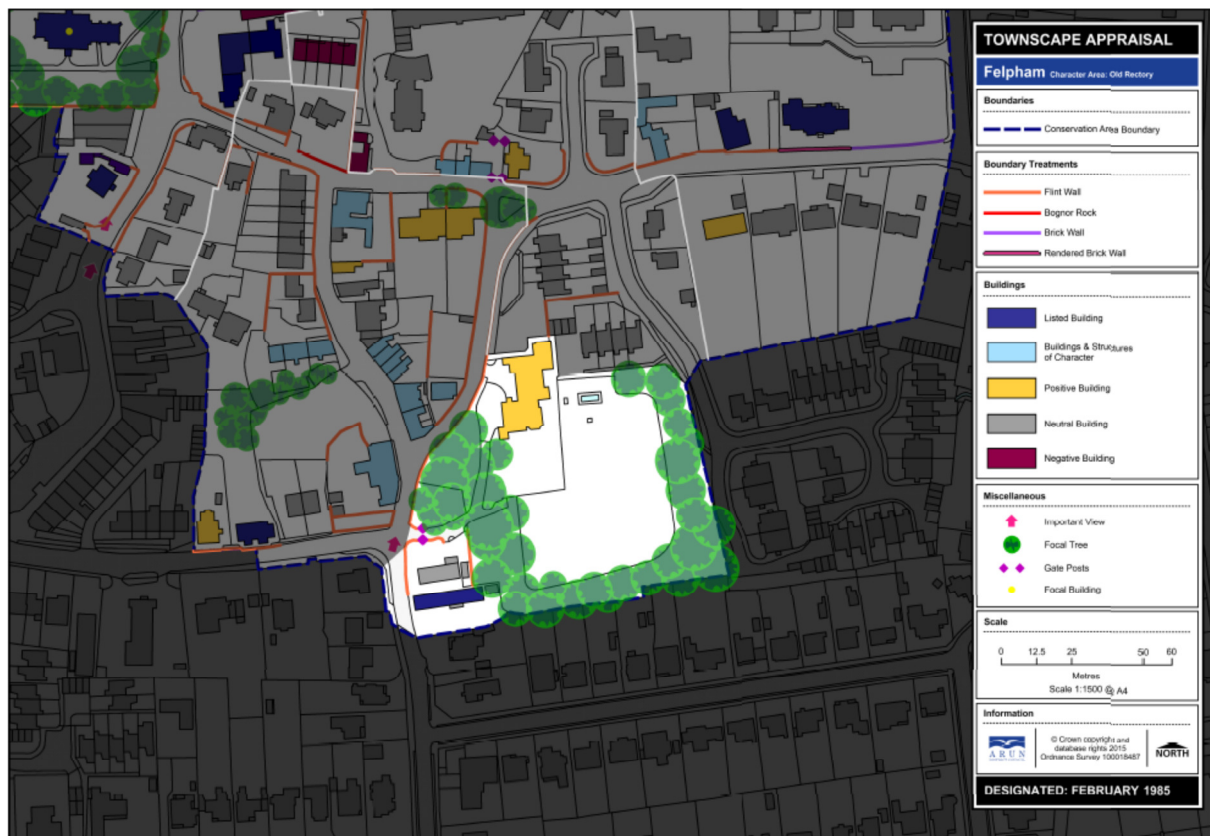 TOWNSCAPE APPRAISAL
Felpham Character Area: Old Rectory
Boundaries
Conservation Area Boundary
Boundary Treatments
Flint Wall
Bognor Rock
Brick Wall
Rendered Brick Wall
Buildings
Listed Building
Buildings & Structures
of Character
Positive Building
Neutral Building
Negative Building
Miscellaneous
Important View
Focal Tree
Gate Posts
Focal Building
Scale
0 12.5 25 50 60
Metres
Scale 1:1500 @ A4
Information
ARUN
© Crown copyright and
database rights 2015
Ordnance Survey 100018487
NORTH
DESIGNATED: FEBRUARY 1985